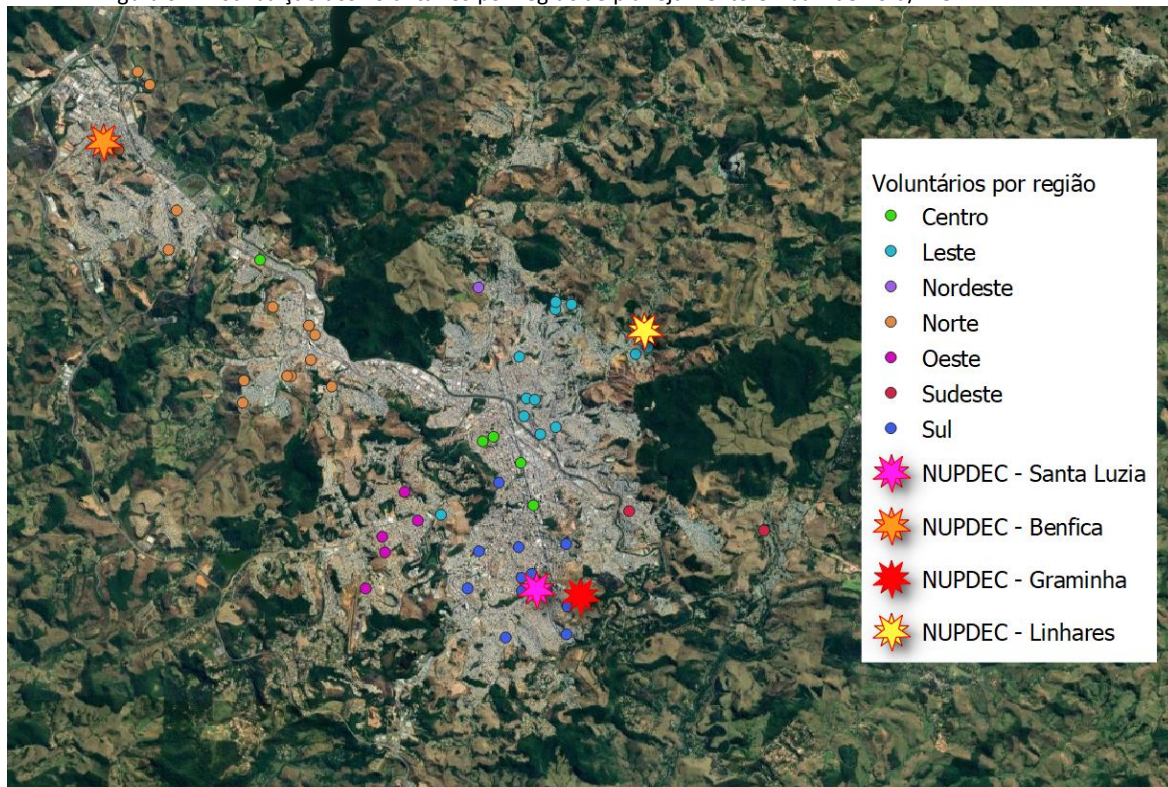 Voluntários por região
Centro
Leste
Nordeste
Norte
Oeste
Sudeste
Sul
NUPDEC - Santa Luzia
NUPDEC - Benfica
NUPDEC - Graminha
NUPDEC - Linhares